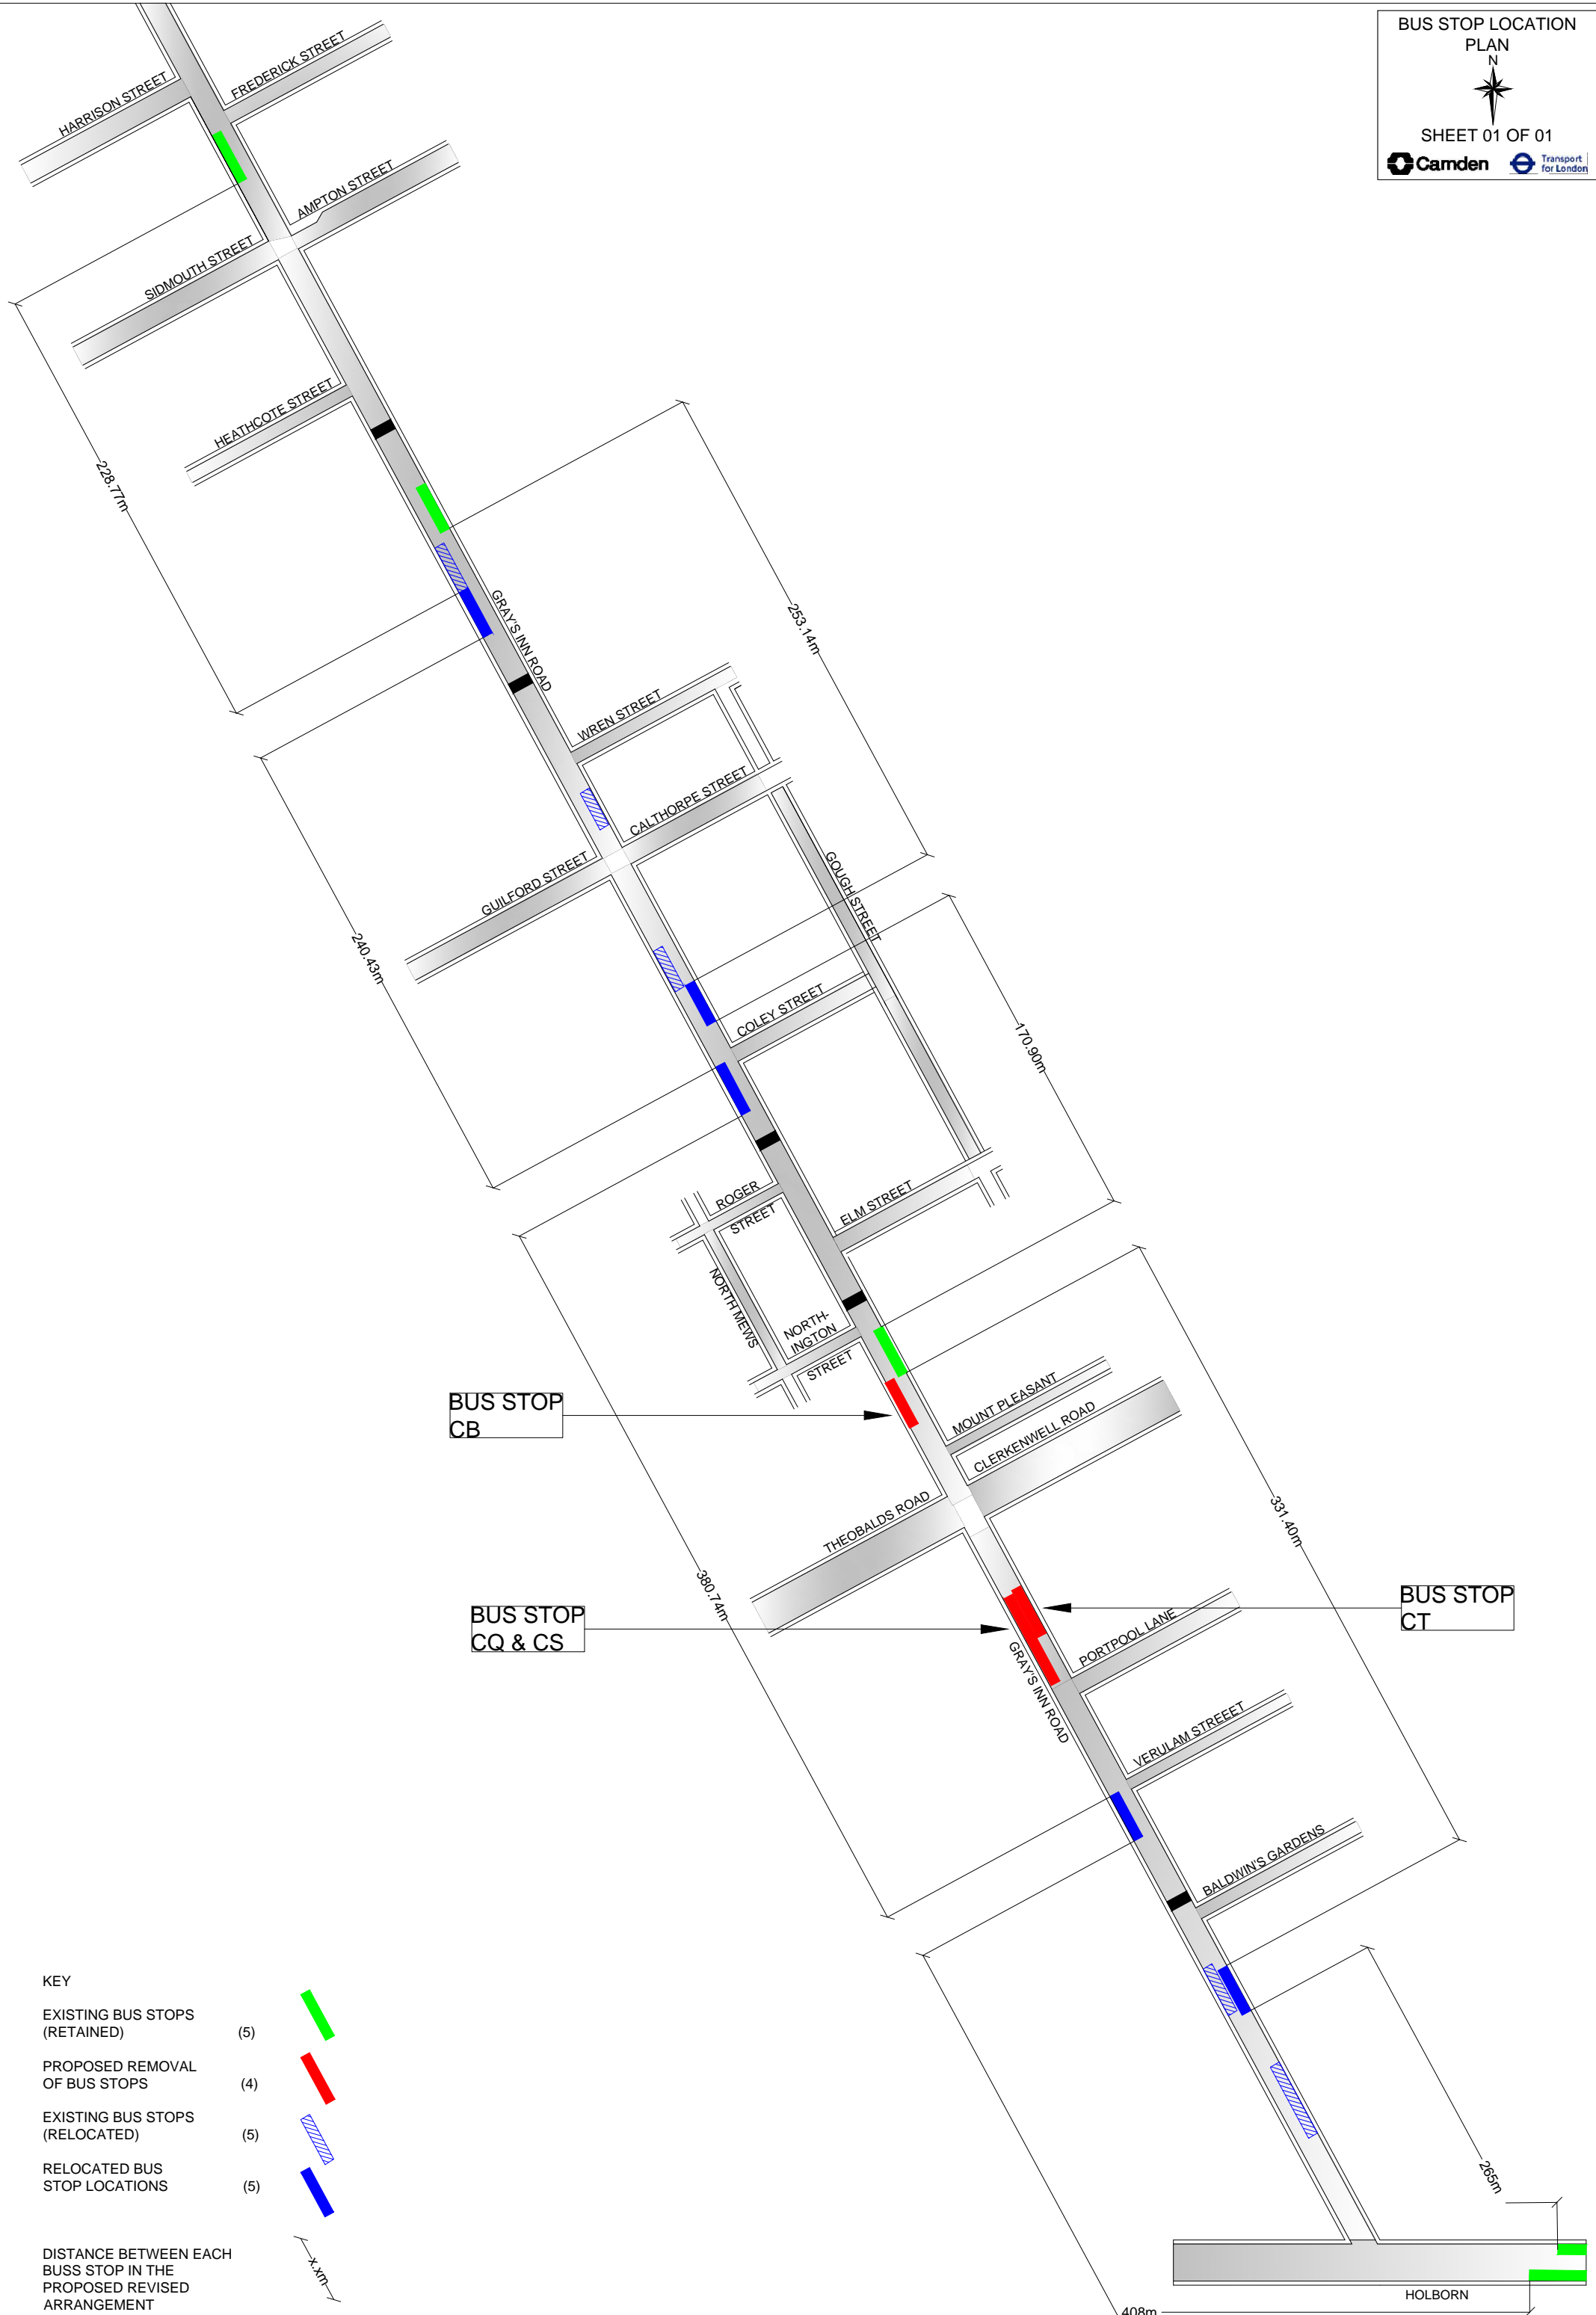 BUS STOP LOCATION
PLAN
N
SHEET 01 OF 01
Camden
Transport
for London
HARRISON STREET
FREDERICK STREET
AMPTON STREET
SIDMOUTH STREET
HEATHCOTE STREET
228.77m
253.14m
GRAY'S INN ROAD
WREN STREET
CALTHORPE STREET
GUILFORD STREET
GOUGH STREET
240.43m
COLEY STREET
170.90m
ROGER
STREET
ELM STREET
NORTH MEWS
NORTH-
INGTON
STREET
BUS STOP
CB
MOUNT PLEASANT
CLERKENWELL ROAD
THEOBALDS ROAD
331.40m
380.74m
BUS STOP
CQ & CS
BUS STOP
CT
GRAY'S INN ROAD
PORTPOOL LANE
VERULAM STREEET
BALDWIN'S GARDENS
265m
HOLBORN
408m
KEY
EXISTING BUS STOPS
(RETAINED) (5)
PROPOSED REMOVAL
OF BUS STOPS (4)
EXISTING BUS STOPS
(RELOCATED) (5)
RELOCATED BUS
STOP LOCATIONS (5)
DISTANCE BETWEEN EACH
BUSS STOP IN THE
PROPOSED REVISED
ARRANGEMENT
x.xm